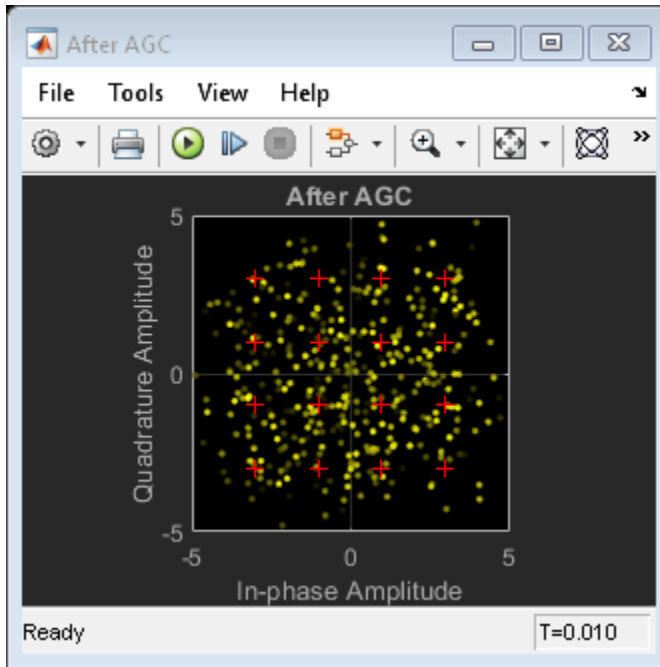 After AGC
File Tools View Help
After AGC
5
Quadrature Amplitude
0
-5
-5 0 5
In-phase Amplitude
Ready T=0.010